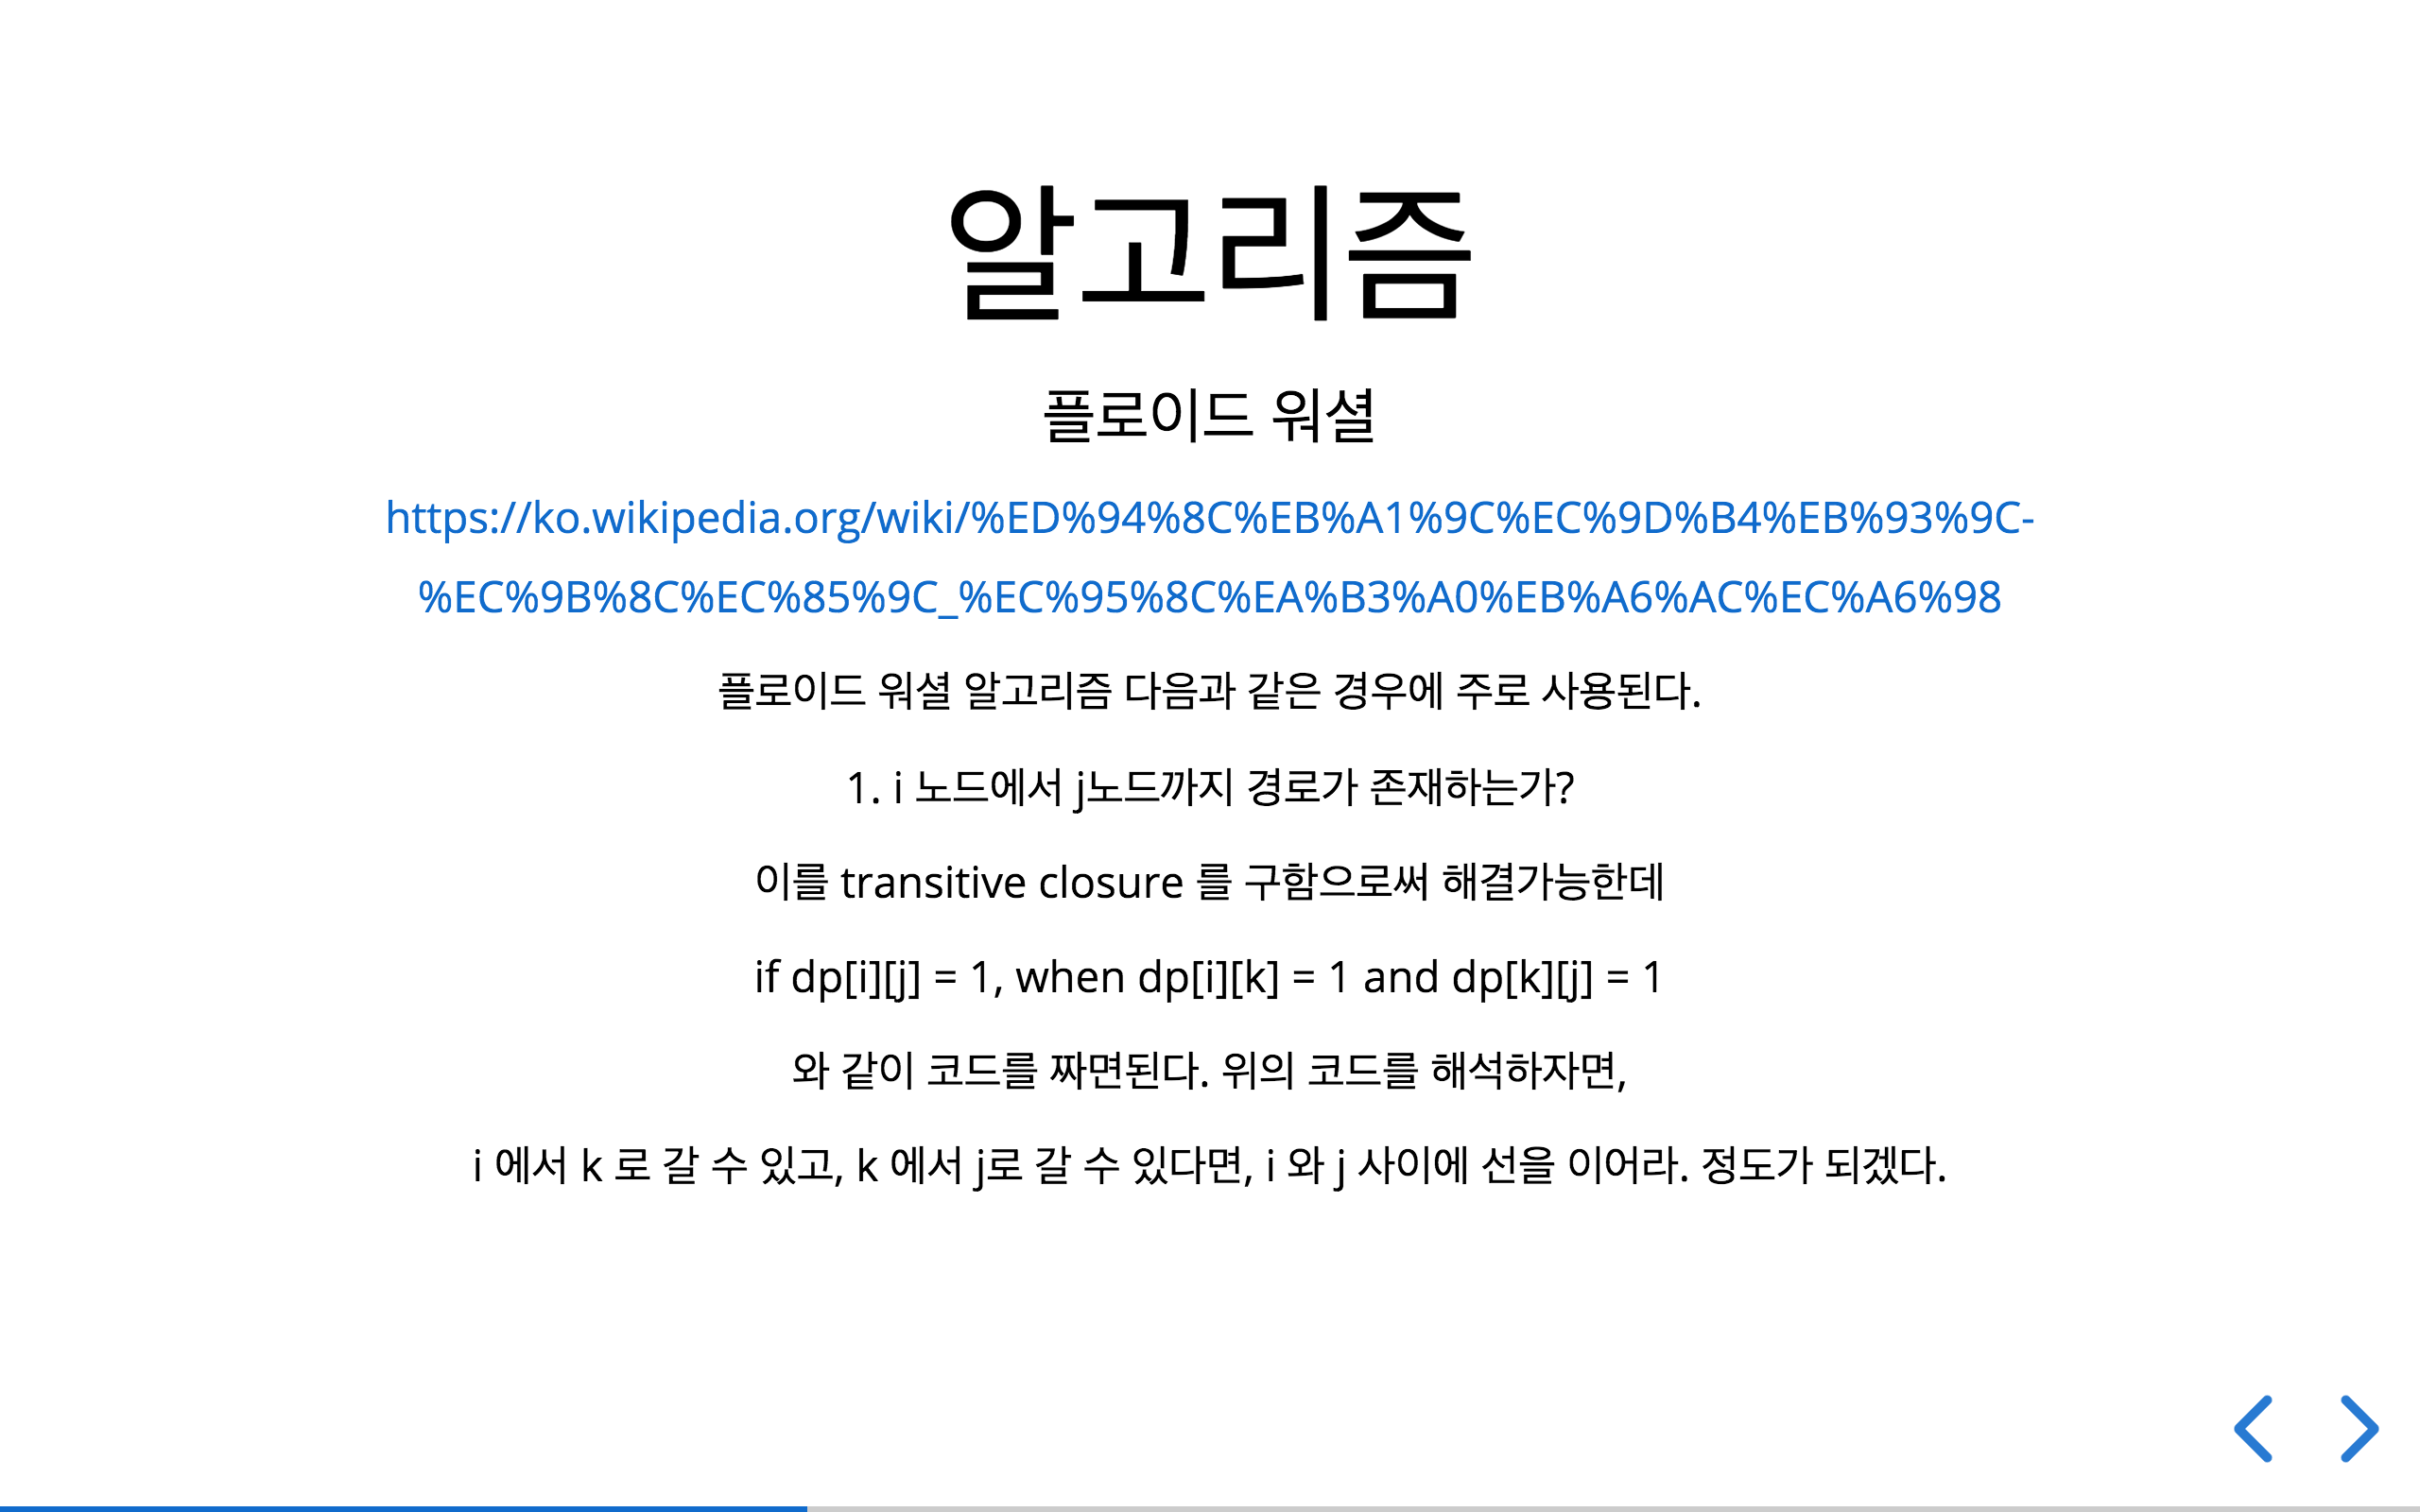 알고리즘
플로이드 워셜
https://ko.wikipedia.org/wiki/%ED%94%8C%EB%A1%9C%EC%9D%B4%EB%93%9C-
%EC%9B%8C%EC%85%9C_%EC%95%8C%EA%B3%A0%EB%A6%AC%EC%A6%98
플로이드 워셜 알고리즘 다음과 같은 경우에 주로 사용된다.
1. i 노드에서 j노드까지 경로가 존재하는가?
이를 transitive closure 를 구함으로써 해결가능한데
if dp[i][j] = 1, when dp[i][k] = 1 and dp[k][j] = 1
와 같이 코드를 짜면된다. 위의 코드를 해석하자면,
i 에서 k 로 갈 수 있고, k 에서 j로 갈 수 있다면, i 와 j 사이에 선을 이어라. 정도가 되겠다.